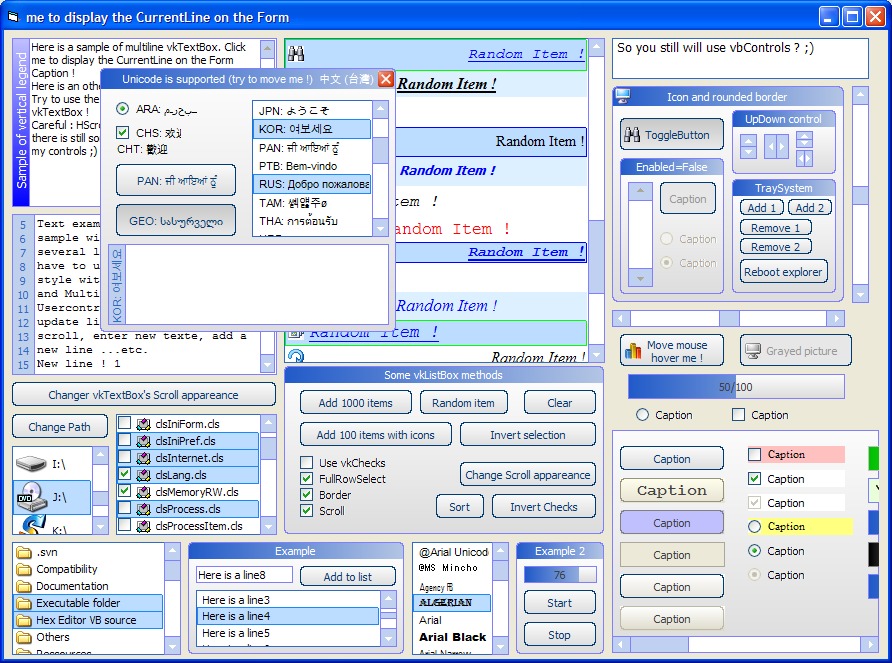 me to display the CurrentLine on the Form
Sample of vertical legend
Here is a sample of multiline vkTextBox. Click
me to display the CurrentLine on the Form
Caption !
Here is an othe
Try to use the
vkTextBox !
Careful : HScro
there is still so
my controls ;)
Random Item !
Random Item !
Random Item !
Random Item !
Random Item !
Random Item !
Random Item !
Random Item !
Random Item !
Unicode is supported (try to move me !) 中文 (台灣)
CHT: 歡迎
PAN: ਜੀ ਆਇਆਂ ਨੂੰ
GEO: სასურველი
JPN: ようこそ
KOR: 여보세요
PAN: ਜੀ ਆਇਆਂ ਨੂੰ
PTB: Bem-vindo
RUS: Добро пожалова
THA: การต้อนรับ
KOR: 여보세요
5 Text exam
6 sample wi
7 several l
8 have to u
9 style wit
10 and Multi
11 Usercontr
12 update li
13 scroll, enter new texte, add a
14 new line ...etc.
15 New line ! 1
So you still will use vbControls ? ;)
Icon and rounded border
ToggleButton
UpDown control
Enabled=False
Caption
Caption
Caption
TraySystem
Add 1
Add 2
Remove 1
Remove 2
Reboot explorer
Move mouse
hover me !
Grayed picture
50/100
Caption
Caption
Changer vkTextBox's Scroll appareance
Change Path
I:\
J:\
K:\
clsIniForm.cls
clsIniPref.cls
clsInternet.cls
clsLang.cls
clsMemoryRW.cls
clsProcess.cls
clsProcessItem.cls
Some vkListBox methods
Add 1000 items
Random item
Clear
Add 100 items with icons
Invert selection
Use vkChecks
FullRowSelect
Border
Scroll
Change Scroll appareance
Sort
Invert Checks
Caption
Caption
Caption
Caption
Caption
Caption
Caption
Caption
Caption
Caption
Caption
Caption
.svn
Compatibility
Documentation
Executable folder
Hex Editor VB source
Others
Ressources
Example
Here is a line8
Add to list
Here is a line3
Here is a line4
Here is a line5
@Arial Unicode
@MS Mincho
Agency FB
ALGERIAN
Arial
Arial Black
Arial Narrow
Example 2
76
Start
Stop